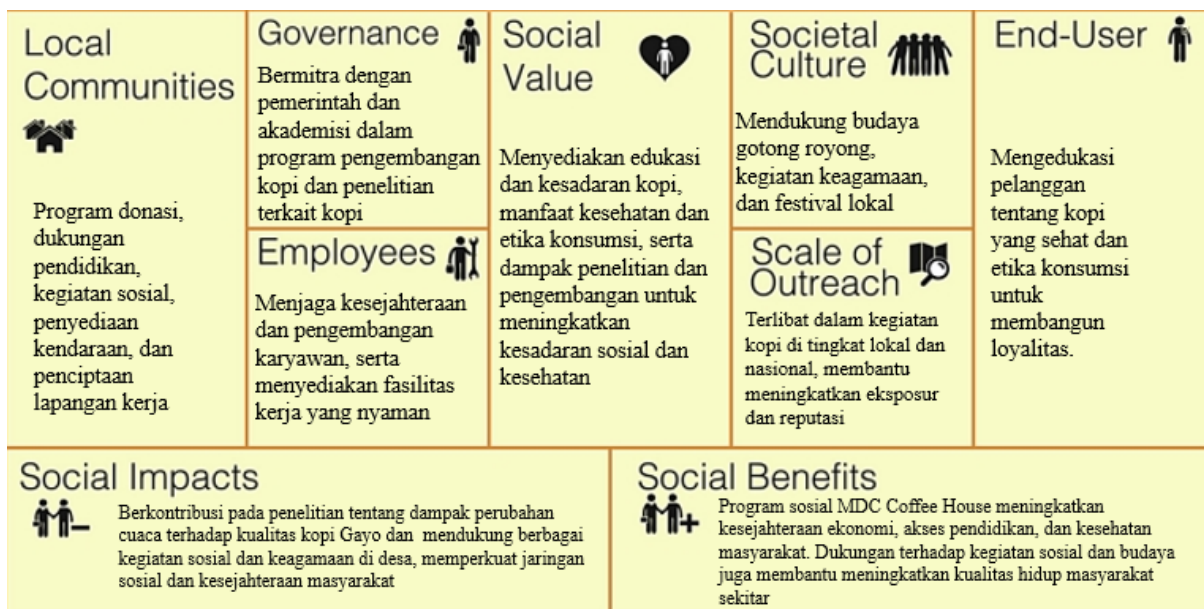 Local
Communities
Program donasi,
dukungan
pendidikan,
kegiatan sosial,
penyediaan
kendaraan, dan
penciptaan
lapangan kerja
Governance
Bermitra dengan
pemerintah dan
akademisi dalam
program pengembangan
kopi dan penelitian
terkait kopi
Employees
Menjaga kesejahteraan
dan pengembangan
karyawan, serta
menyediakan fasilitas
kerja yang nyaman
Social
Value
Menyediakan edukasi
dan kesadaran kopi,
manfaat kesehatan dan
etika konsumsi, serta
dampak penelitian dan
pengembangan untuk
meningkatkan
kesadaran sosial dan
kesehatan
Societal
Culture
Mendukung budaya
gotong royong,
kegiatan keagamaan,
dan festival lokal
Scale of
Outreach
Terlibat dalam kegiatan
kopi di tingkat lokal dan
nasional, membantu
meningkatkan eksposur
dan reputasi
End-User
Mengedukasi
pelanggan
tentang kopi
yang sehat dan
etika konsumsi
untuk
membangun
loyalitas.
Social Impacts
Berkontribusi pada penelitian tentang dampak perubahan
cuaca terhadap kualitas kopi Gayo dan mendukung berbagai
kegiatan sosial dan keagamaan di desa, memperkuat jaringan
sosial dan kesejahteraan masyarakat
Social Benefits
Program sosial MDC Coffee House meningkatkan
kesejahteraan ekonomi, akses pendidikan, dan kesehatan
masyarakat. Dukungan terhadap kegiatan sosial dan budaya
juga membantu meningkatkan kualitas hidup masyarakat
sekitar